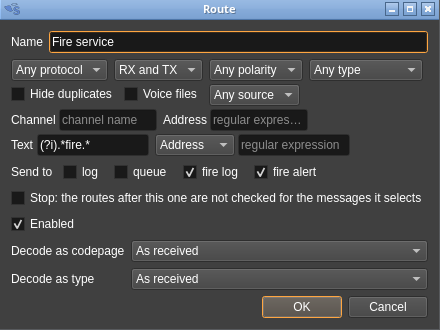 Route
Name Fire service
Any protocol RX and TX Any polarity Any type
Hide duplicates Voice files Any source
Channel channel name Address regular expres…
Text (?i).*fire.* Address regular expression
Send to log queue fire log fire alert
Stop: the routes after this one are not checked for the messages it selects
Enabled
Decode as codepage As received
Decode as type As received
OK Cancel